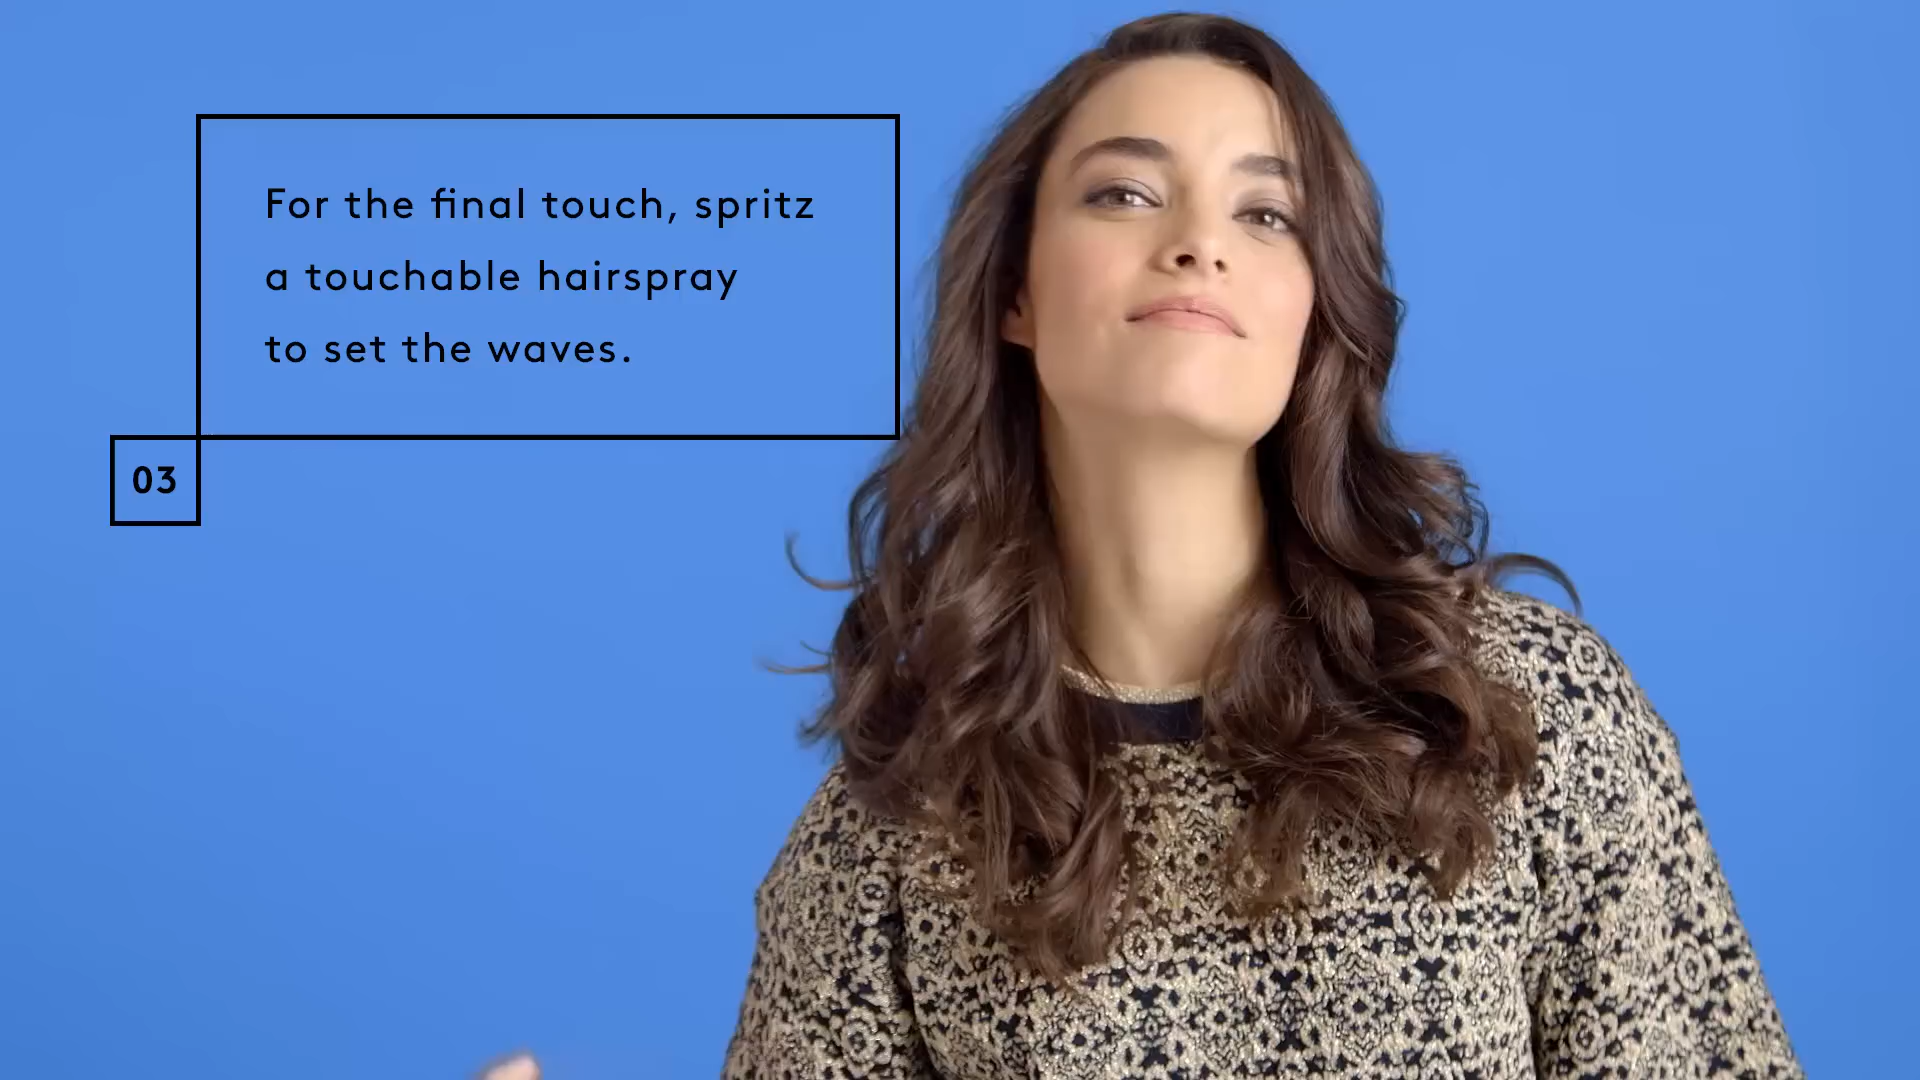 For the final touch, spritz
a touchable hairspray
to set the waves.
03